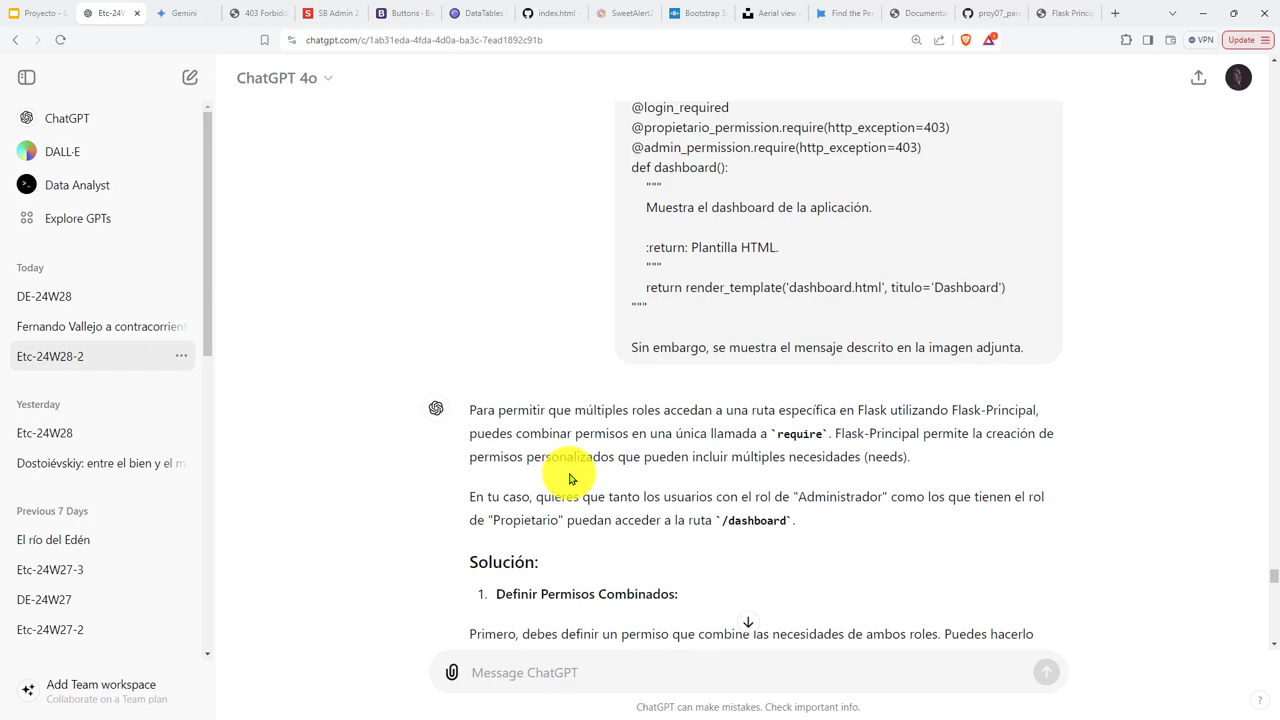 Proyecto - G
Etc-24W
Gemini
403 Forbidd
SB Admin 2
Buttons - Bo
DataTables
index.html
SweetAlert2
Bootstrap S
Aerial view o
Find the Per
Documenta
proy07_par
Flask Princip
chatgpt.com/c/1ab31eda-4fda-4d0a-ba3c-7ead1892c91b
VPN
Update
ChatGPT 4o
ChatGPT
DALL·E
Data Analyst
Explore GPTs
Today
DE-24W28
Fernando Vallejo a contracorrient
Etc-24W28-2
Yesterday
Etc-24W28
Dostoiévskiy: entre el bien y el m
Previous 7 Days
El río del Edén
Etc-24W27-3
DE-24W27
Etc-24W27-2
Add Team workspace
Collaborate on a Team plan
@login_required
@propietario_permission.require(http_exception=403)
@admin_permission.require(http_exception=403)
def dashboard():
"""
Muestra el dashboard de la aplicación.
:return: Plantilla HTML.
"""
return render_template('dashboard.html', titulo='Dashboard')
"""
Sin embargo, se muestra el mensaje descrito en la imagen adjunta.
Para permitir que múltiples roles accedan a una ruta específica en Flask utilizando Flask-Principal,
puedes combinar permisos en una única llamada a `require`. Flask-Principal permite la creación de
permisos personalizados que pueden incluir múltiples necesidades (needs).
En tu caso, quieres que tanto los usuarios con el rol de "Administrador" como los que tienen el rol
de "Propietario" puedan acceder a la ruta `/dashboard`.
Solución:
1. Definir Permisos Combinados:
Primero, debes definir un permiso que combine las necesidades de ambos roles. Puedes hacerlo
Message ChatGPT
ChatGPT can make mistakes. Check important info.
?